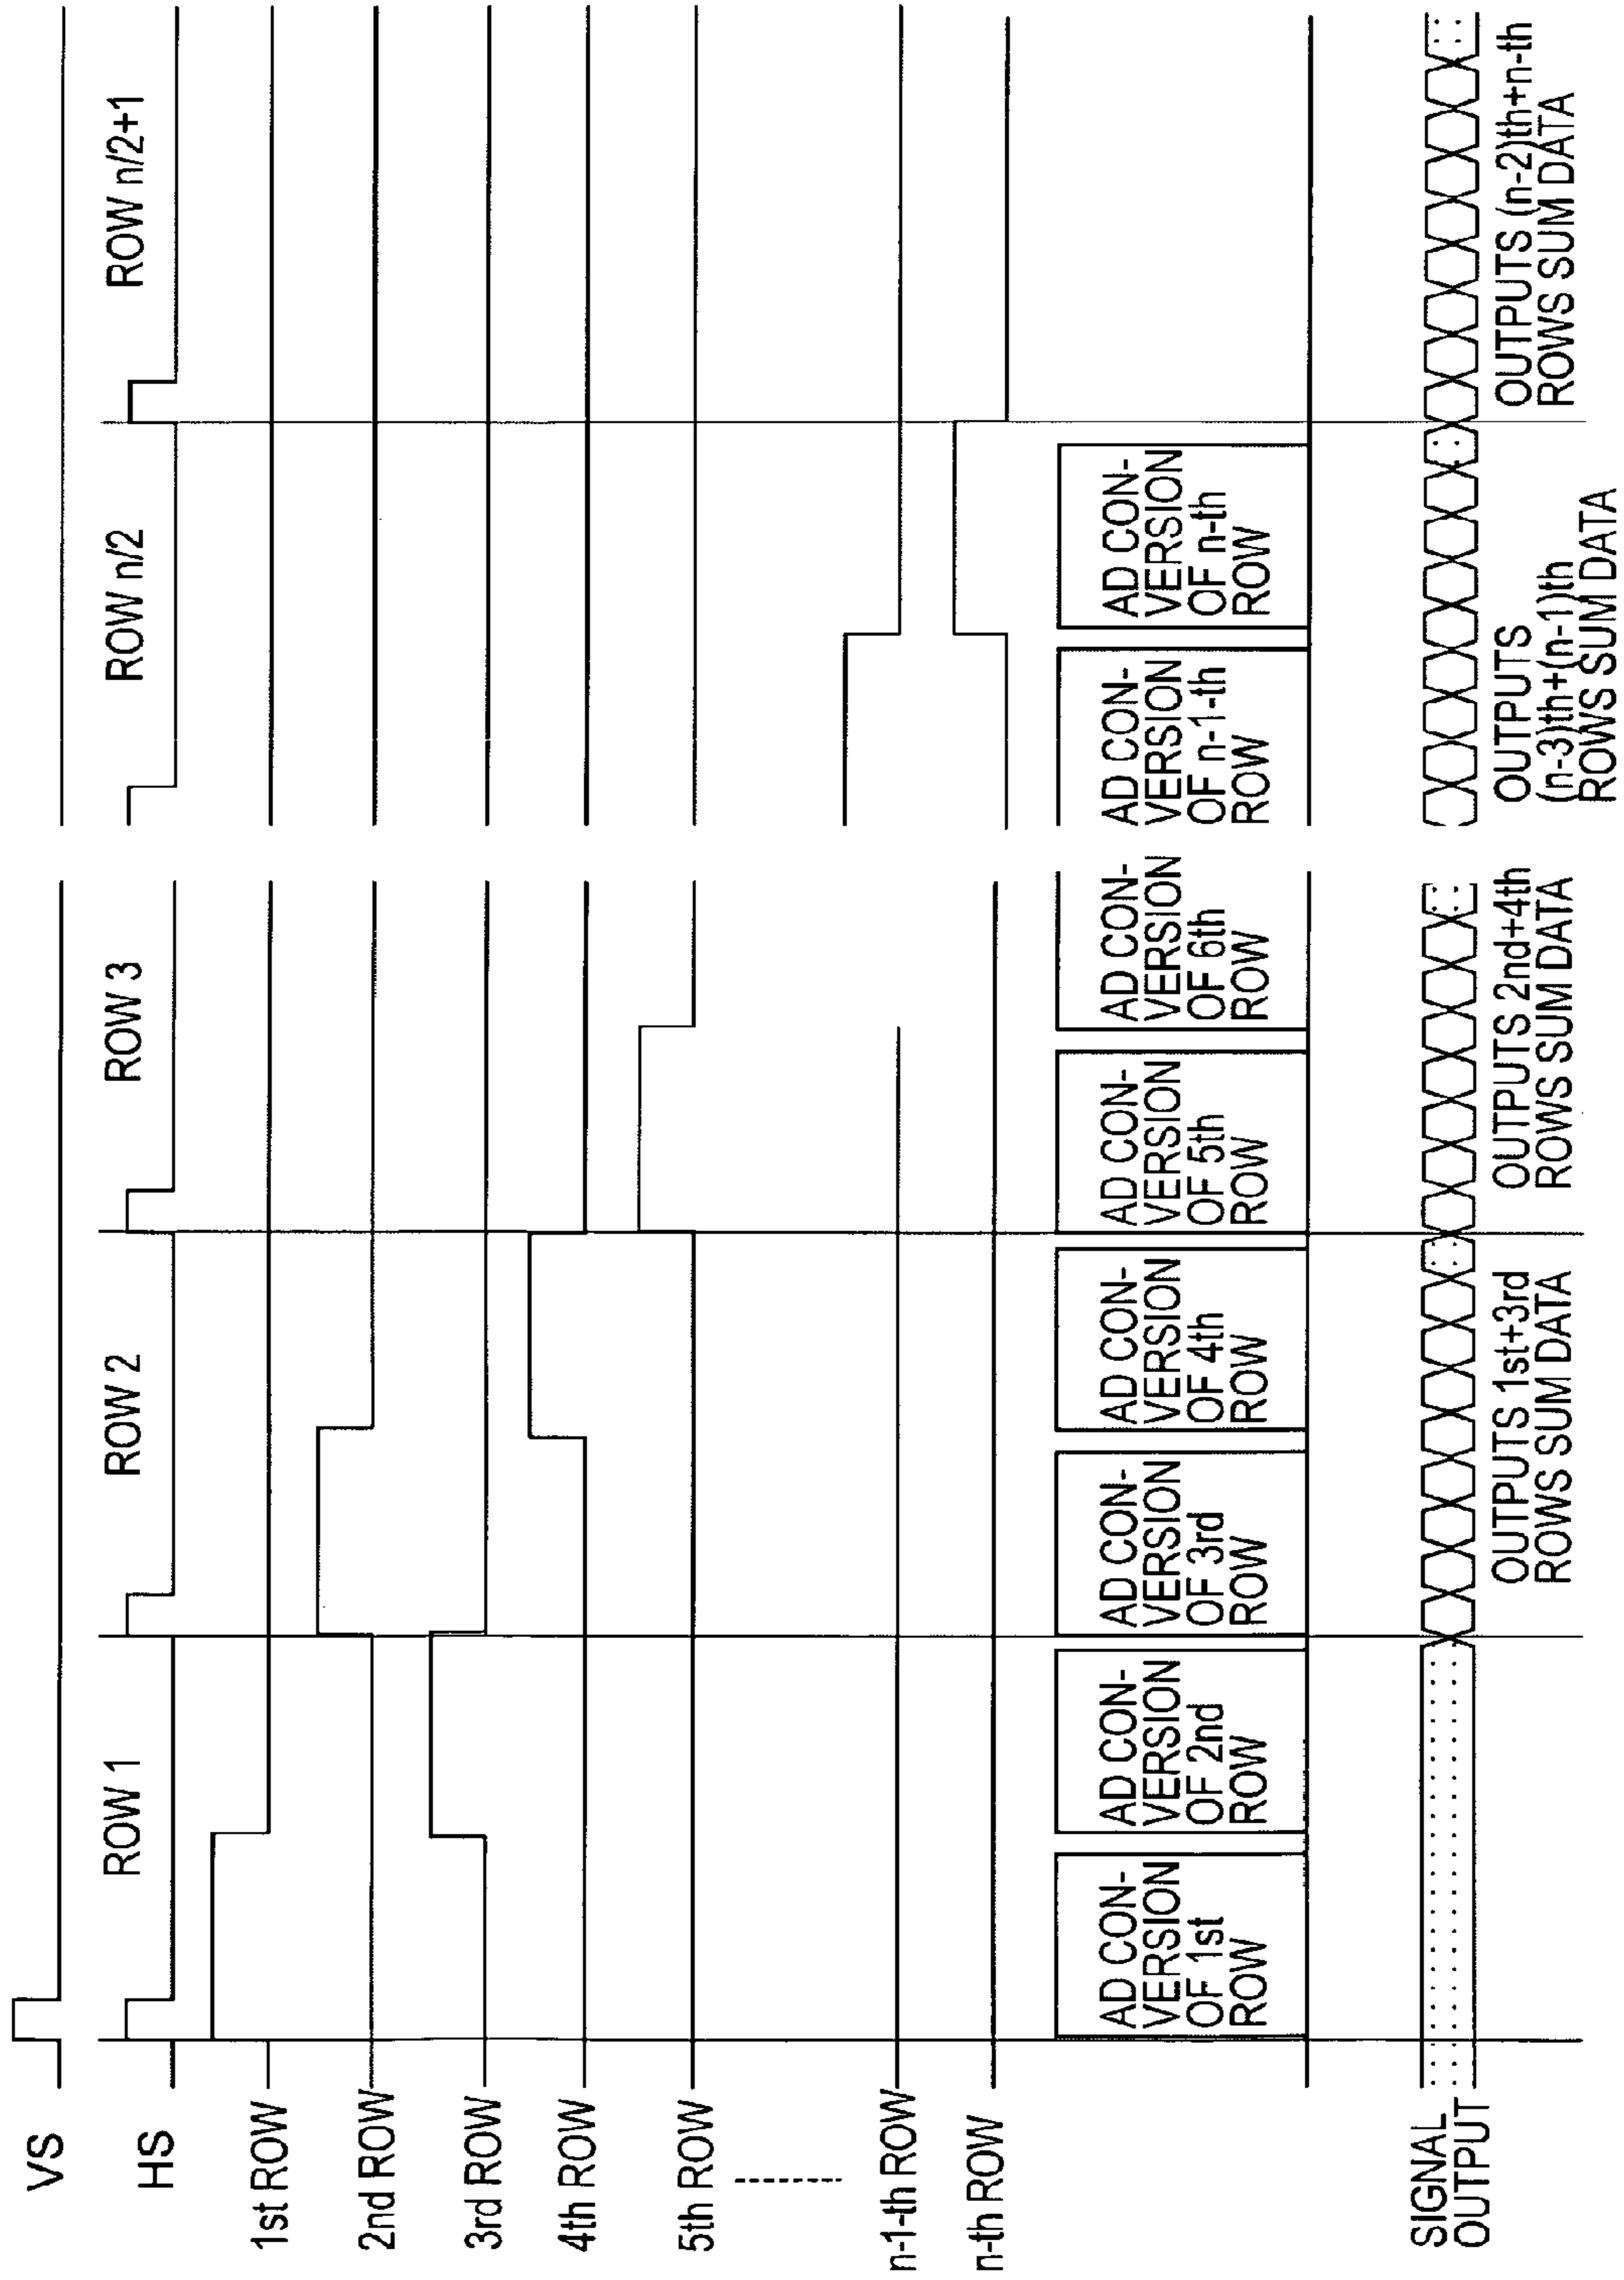 VS
HS
ROW 1
ROW 2
ROW 3
ROW n/2
ROW n/2+1
1st ROW
2nd ROW
3rd ROW
4th ROW
5th ROW
n-1-th ROW
n-th ROW
AD CON-
VERSION
OF 1st
ROW
AD CON-
VERSION
OF 2nd
ROW
AD CON-
VERSION
OF 3rd
ROW
AD CON-
VERSION
OF 4th
ROW
AD CON-
VERSION
OF 5th
ROW
AD CON-
VERSION
OF 6th
ROW
AD CON-
VERSION
OF n-1-th
ROW
AD CON-
VERSION
OF n-th
ROW
SIGNAL
OUTPUT
OUTPUTS 1st+3rd
ROWS SUM DATA
OUTPUTS 2nd+4th
ROWS SUM DATA
OUTPUTS
(n-3)th+(n-1)th
ROWS SUM DATA
OUTPUTS (n-2)th+n-th
ROWS SUM DATA